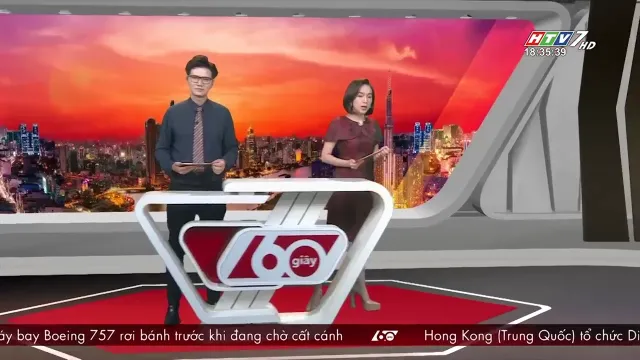 HTV7 HD
18:35:39
60 giây
áy bay Boeing 757 rơi bánh trước khi đang chờ cất cánh
60 Hong Kong (Trung Quốc) tổ chức Di